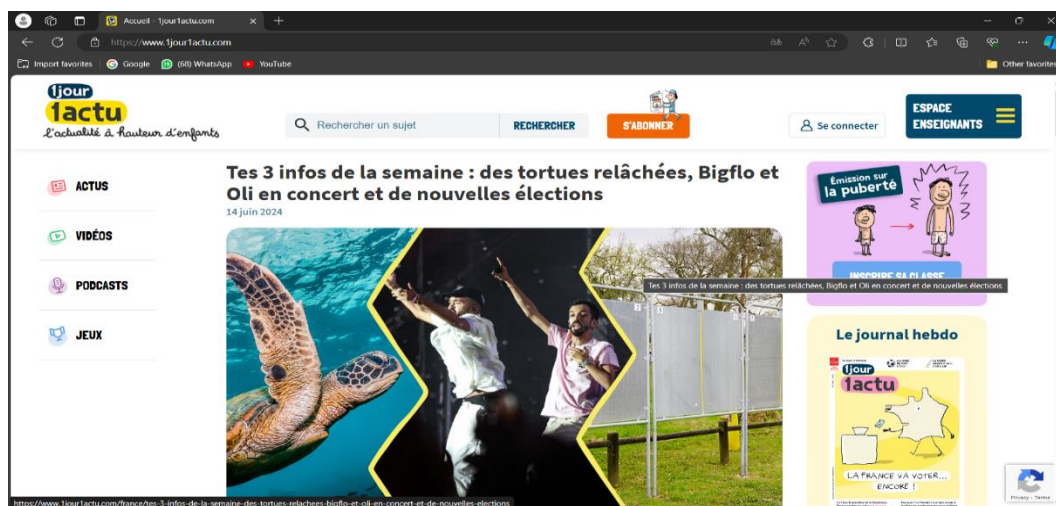 Accueil - 1jour1actu.com
https://www.1jour1actu.com
Import favorites
Google
(68) WhatsApp
YouTube
Other favorites
1jour
1actu
L'actualité à hauteur d'enfants
Rechercher un sujet
RECHERCHER
S'ABONNER
Se connecter
ESPACE
ENSEIGNANTS
ACTUS
VIDÉOS
PODCASTS
JEUX
Tes 3 infos de la semaine : des tortues relâchées, Bigflo et
Oli en concert et de nouvelles élections
14 juin 2024
Émission sur
la puberté
INSCRIRE SA CLASSE
Tes 3 infos de la semaine : des tortues relâchées, Bigflo et Oli en concert et de nouvelles élections
Le journal hebdo
1jour
1actu
LA FRANCE VA VOTER...
ENCORE !
Privacy - Terms
https://www.1jour1actu.com/france/tes-3-infos-de-la-semaine-des-tortues-relachees-bigflo-et-oli-en-concert-et-de-nouvelles-elections